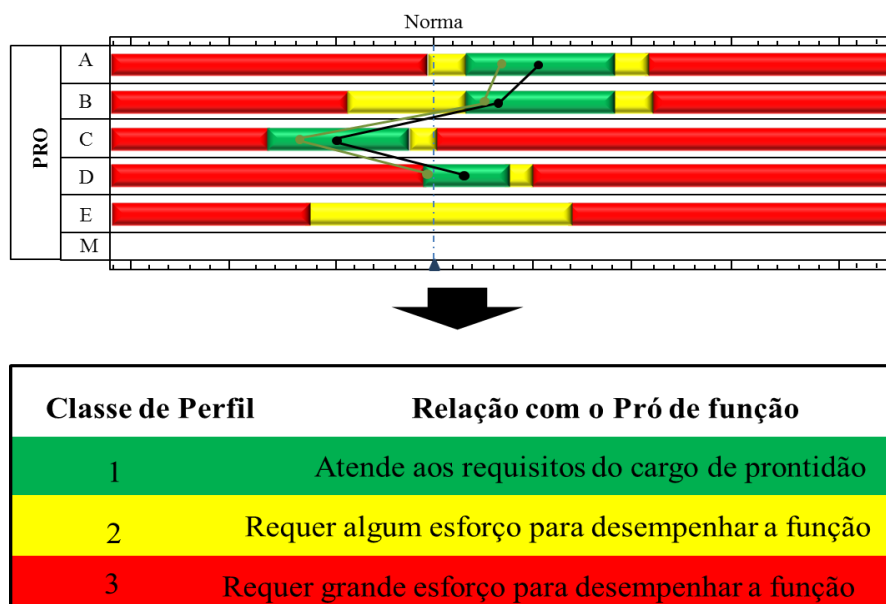 Norma
PRO
A
B
C
D
E
M
Classe de Perfil Relação com o Pró de função
1 Atende aos requisitos do cargo de prontidão
2 Requer algum esforço para desempenhar a função
3 Requer grande esforço para desempenhar a função